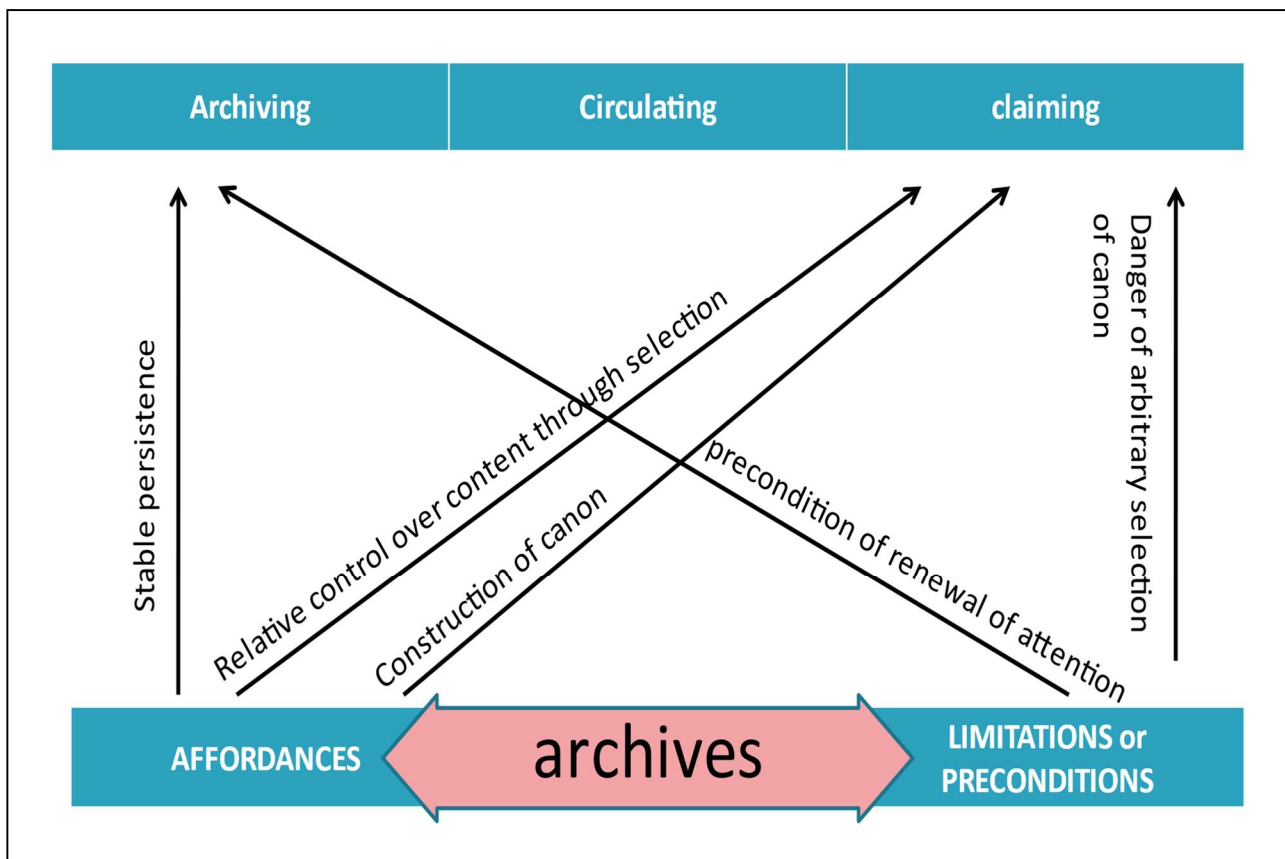 Archiving
Circulating
claiming
Stable persistence
Relative control over content through selection
Construction of canon
precondition of renewal of attention
Danger of arbitrary selection
of canon
AFFORDANCES
archives
LIMITATIONS or
PRECONDITIONS